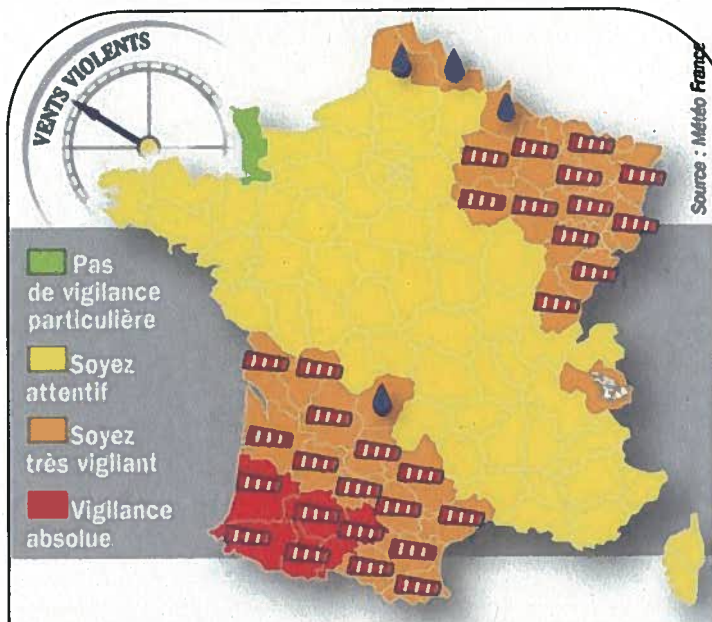 VENTS VIOLENTS
Source : Météo France
Pas
de vigilance
particulière
Soyez
attentif
Soyez
très vigilant
Vigilance
absolue